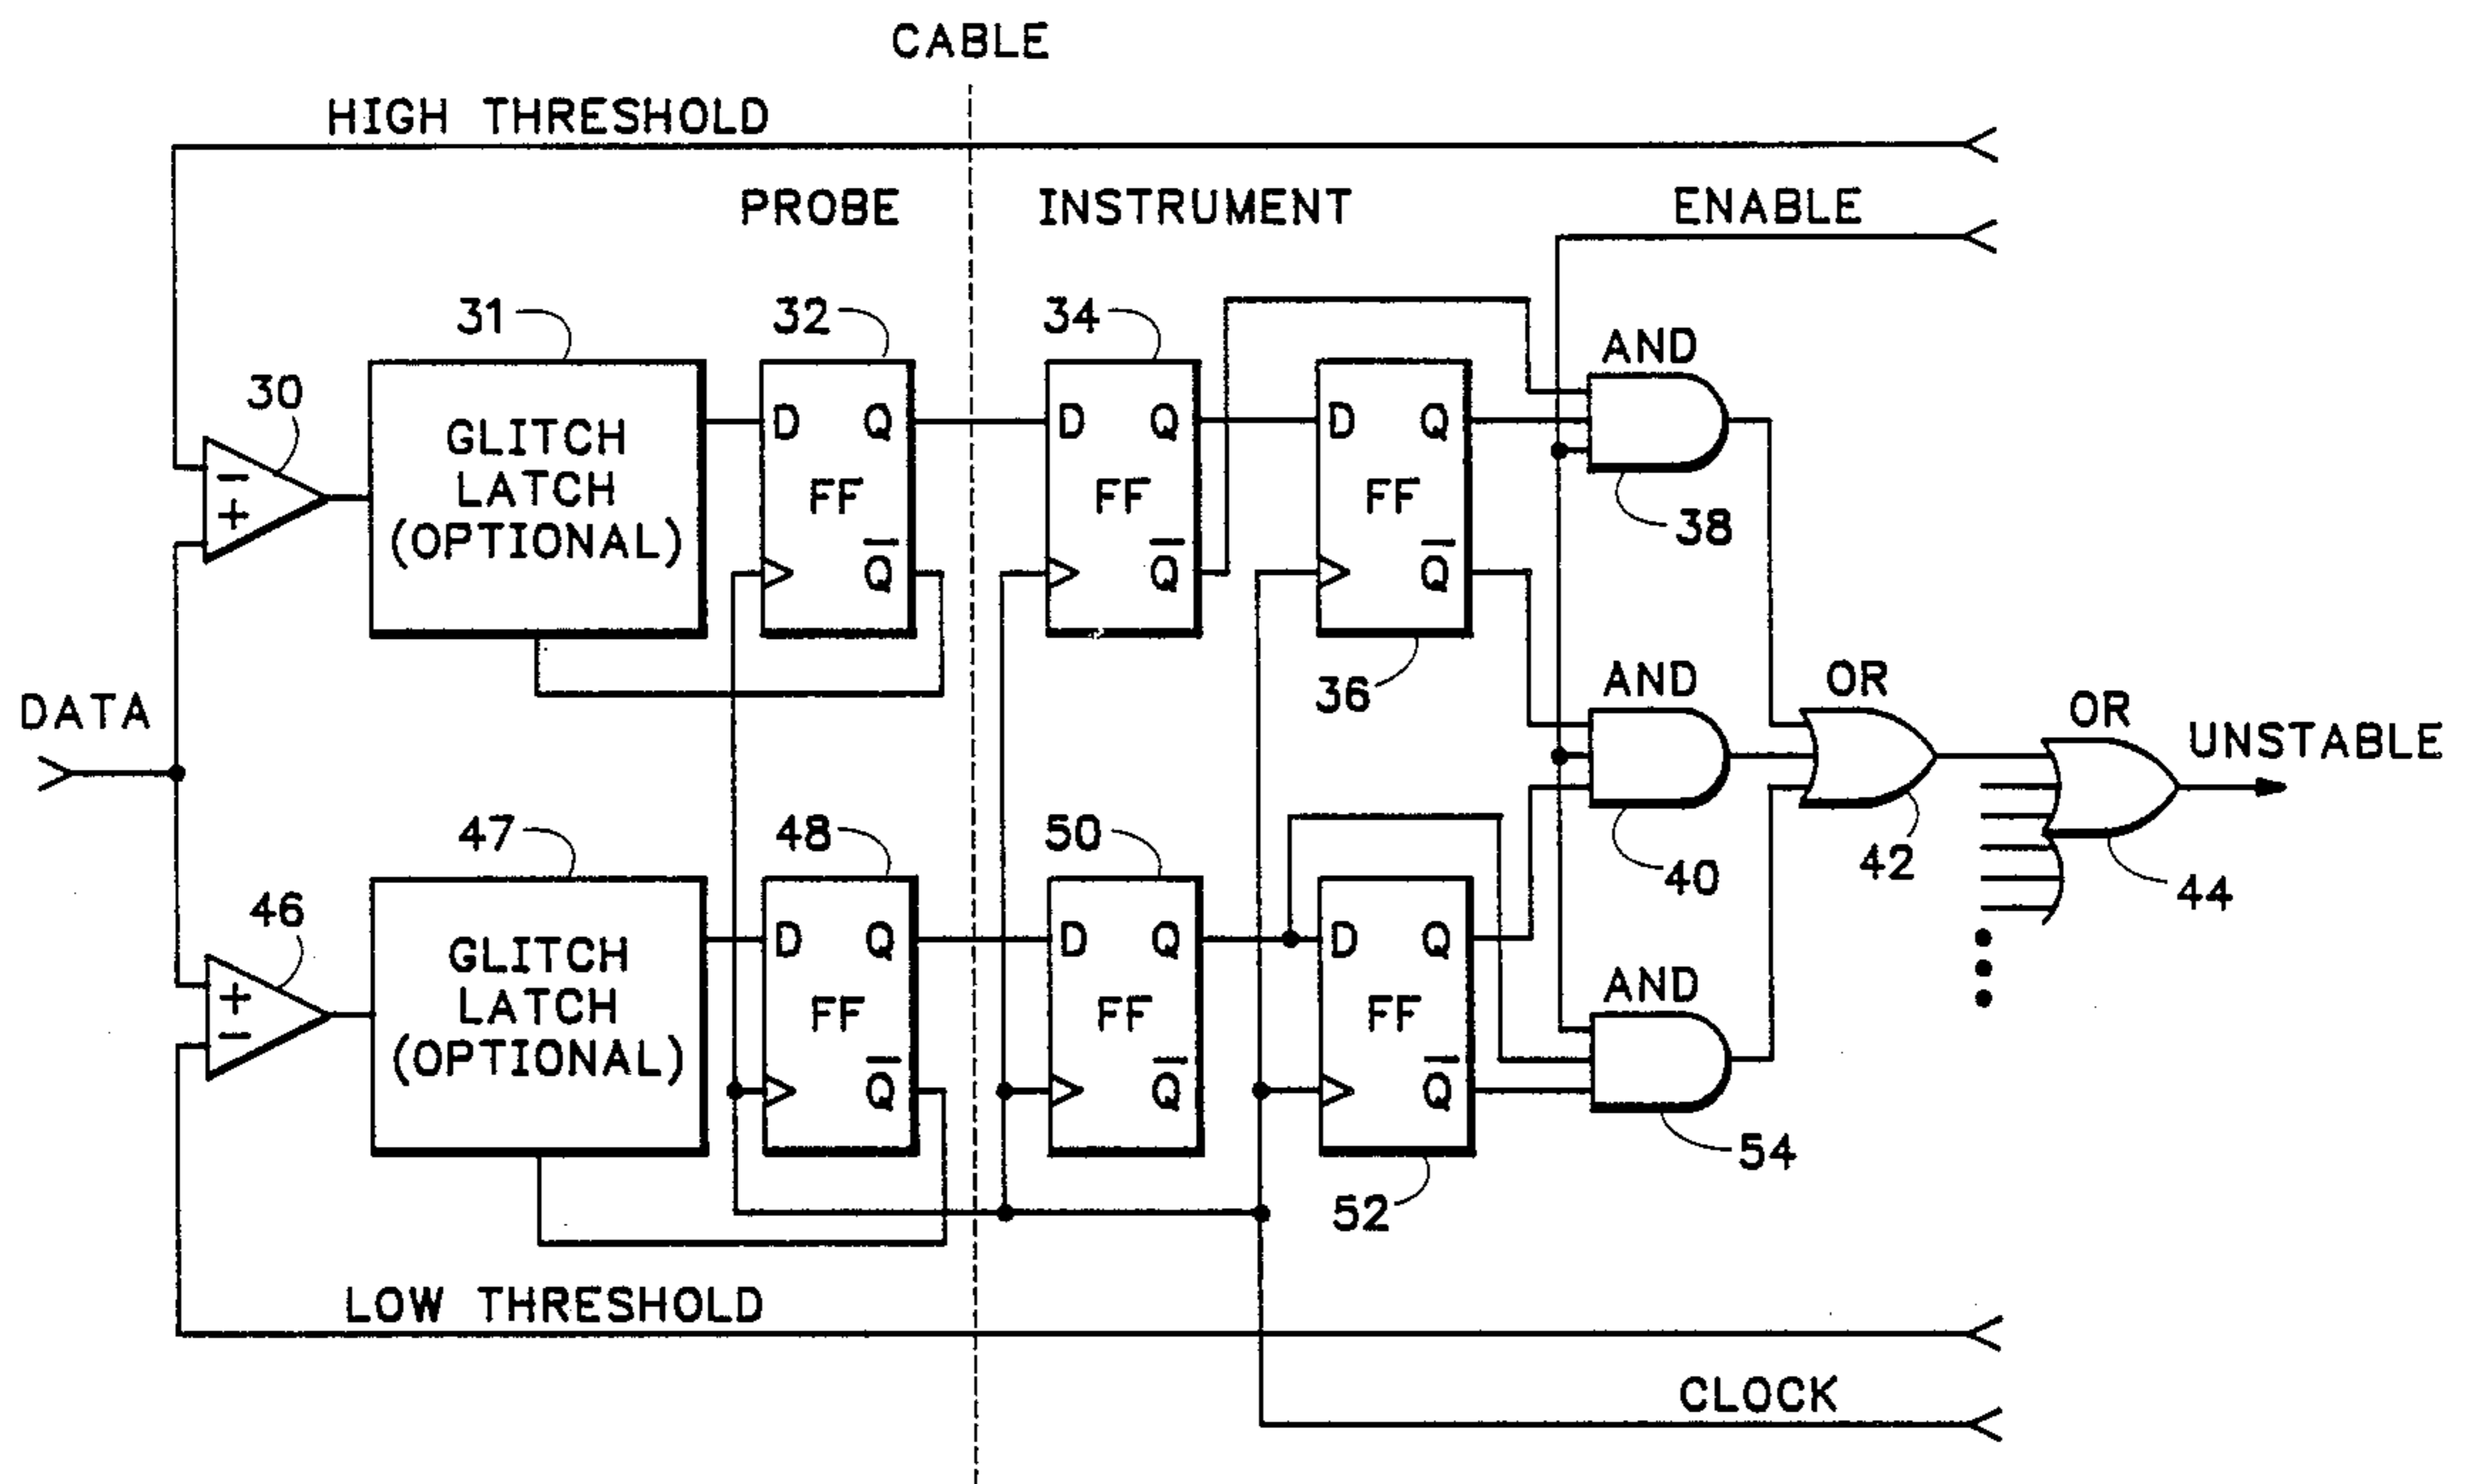 CABLE
HIGH THRESHOLD
PROBE
INSTRUMENT
ENABLE
31
32
34
AND
30
GLITCH
LATCH
(OPTIONAL)
D
Q
FF
Q̅
D
Q
FF
Q̅
D
Q
FF
Q̅
−
+
38
36
DATA
AND
OR
OR
UNSTABLE
47
48
50
40
42
44
46
GLITCH
LATCH
(OPTIONAL)
D
Q
FF
Q̅
D
Q
FF
Q̅
D
Q
FF
Q̅
+
−
AND
54
52
LOW THRESHOLD
CLOCK